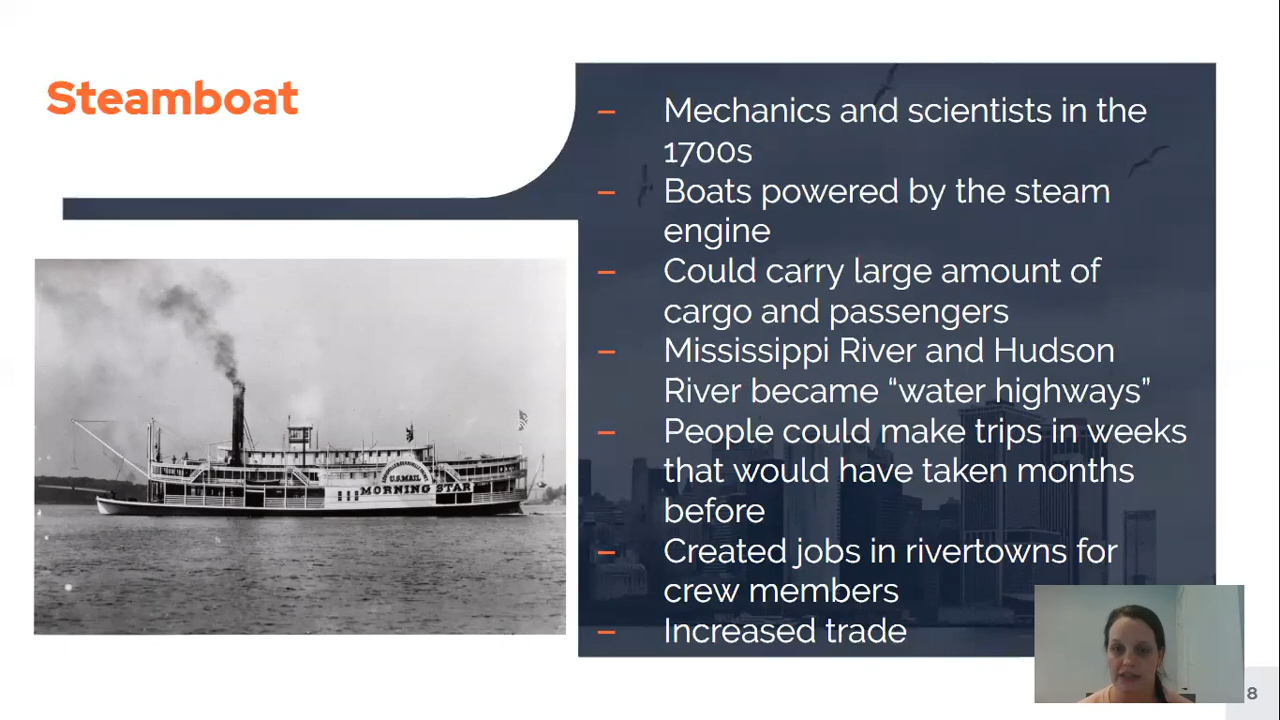 Steamboat
– Mechanics and scientists in the
1700s
– Boats powered by the steam
engine
– Could carry large amount of
cargo and passengers
– Mississippi River and Hudson
River became “water highways”
– People could make trips in weeks
that would have taken months
before
– Created jobs in rivertowns for
crew members
– Increased trade
U.S. MAIL
MORNING STAR
8